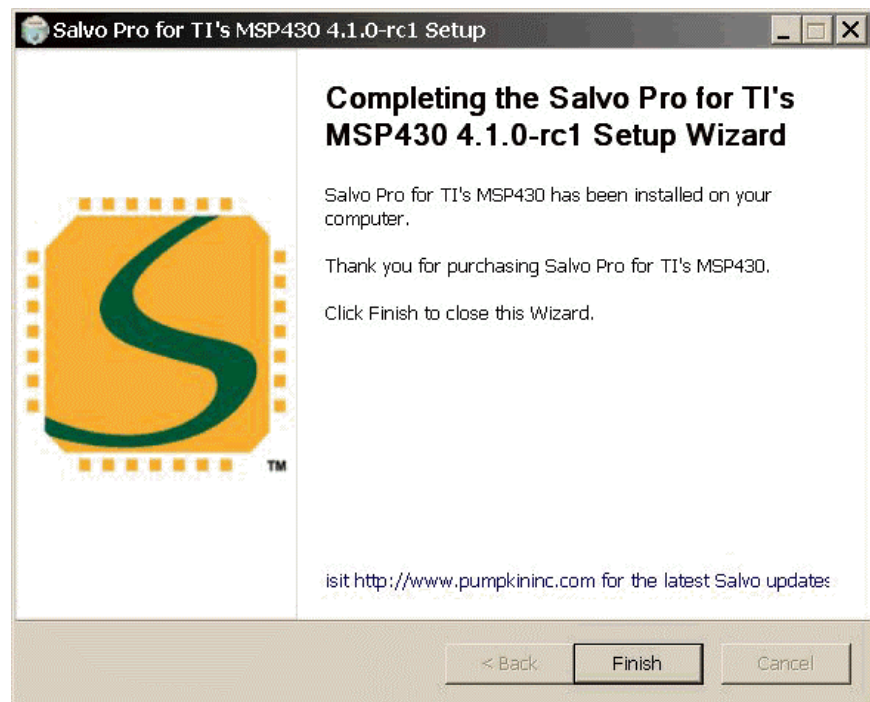 Salvo Pro for TI's MSP430 4.1.0-rc1 Setup
Completing the Salvo Pro for TI's
MSP430 4.1.0-rc1 Setup Wizard
Salvo Pro for TI's MSP430 has been installed on your
computer.
Thank you for purchasing Salvo Pro for TI's MSP430.
Click Finish to close this Wizard.
TM
isit http://www.pumpkininc.com for the latest Salvo updates
< Back Finish Cancel